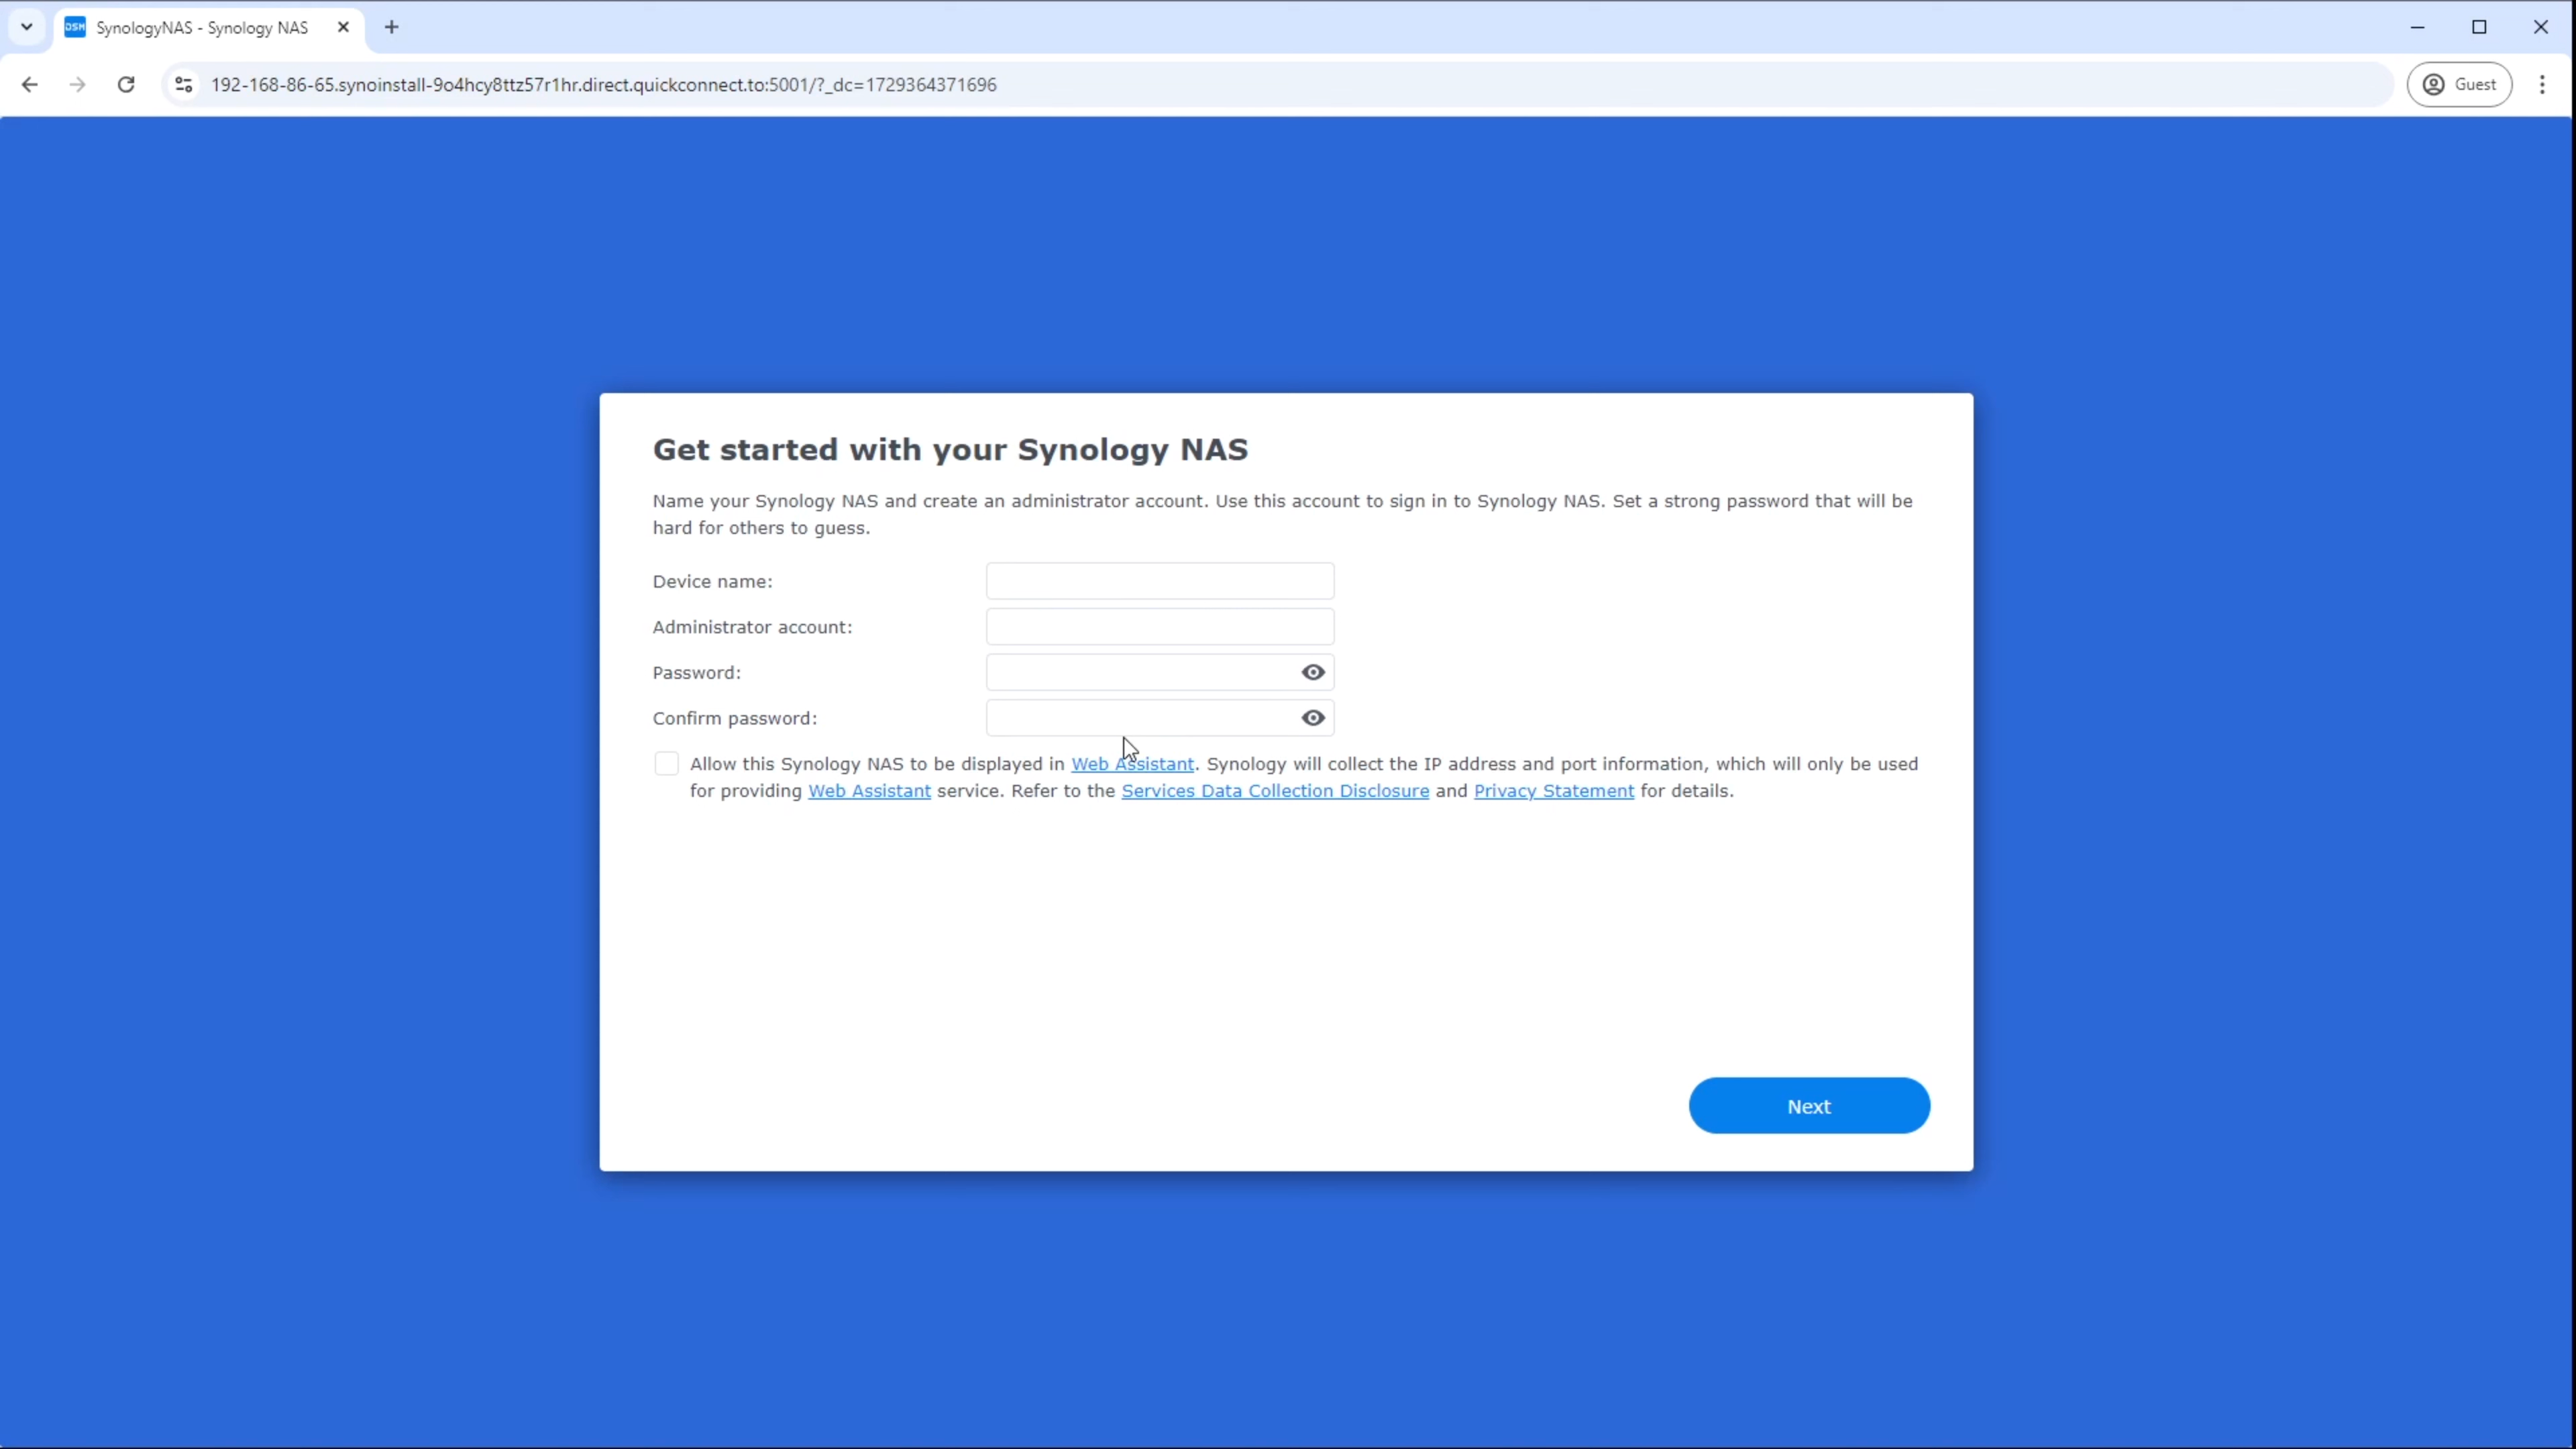 DSM SynologyNAS - Synology NAS
192-168-86-65.synoinstall-9o4hcy8ttz57r1hr.direct.quickconnect.to:5001/?_dc=1729364371696
Guest
Get started with your Synology NAS
Name your Synology NAS and create an administrator account. Use this account to sign in to Synology NAS. Set a strong password that will be
hard for others to guess.
Device name:
Administrator account:
Password:
Confirm password:
Allow this Synology NAS to be displayed in Web Assistant. Synology will collect the IP address and port information, which will only be used
for providing Web Assistant service. Refer to the Services Data Collection Disclosure and Privacy Statement for details.
Next